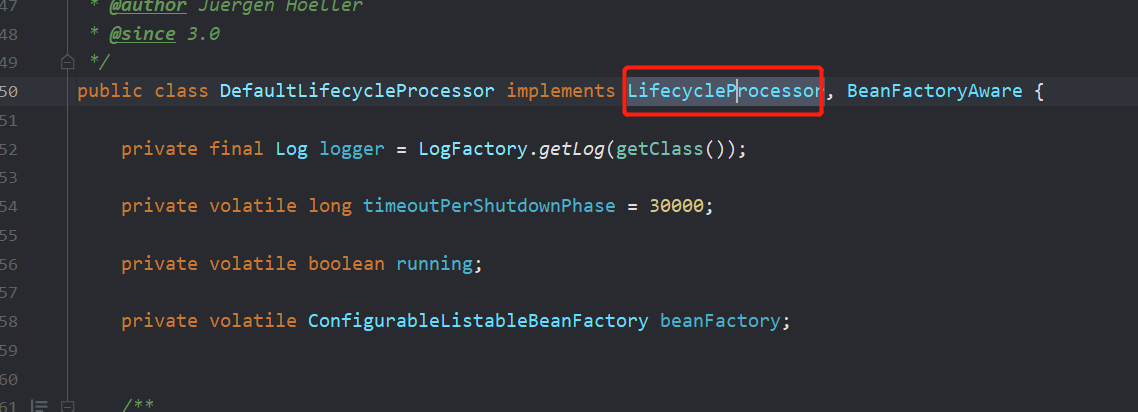 47 * @author Juergen Hoeller
48 * @since 3.0
49 */
50 public class DefaultLifecycleProcessor implements LifecycleProcessor, BeanFactoryAware {
51
52 private final Log logger = LogFactory.getLog(getClass());
53
54 private volatile long timeoutPerShutdownPhase = 30000;
55
56 private volatile boolean running;
57
58 private volatile ConfigurableListableBeanFactory beanFactory;
59
60
61 /**